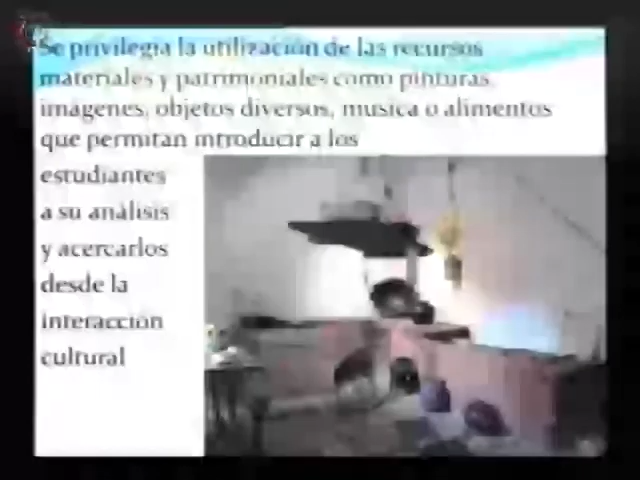 Se privilegia la utilización de las recursos
materiales y patrimoniales como pinturas,
imagenes, objetos diversos, musica o alimentos
que permitan introducir a los
estudiantes
a su análisis
y acercarlos
desde la
interacción
cultural